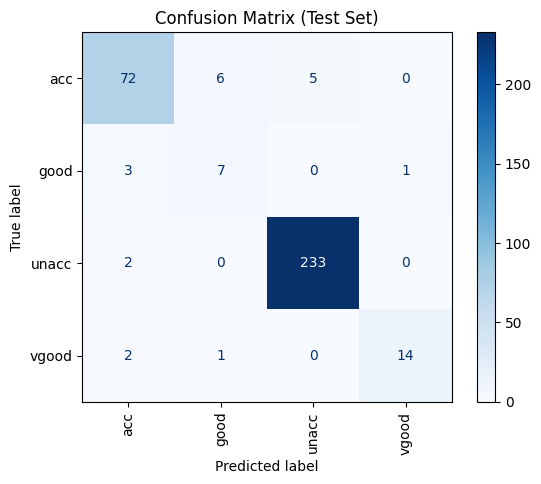 Confusion Matrix (Test Set)
True label
acc 72 6 5 0
good 3 7 0 1
unacc 2 0 233 0
vgood 2 1 0 14
acc good unacc vgood
Predicted label
200
150
100
50
0